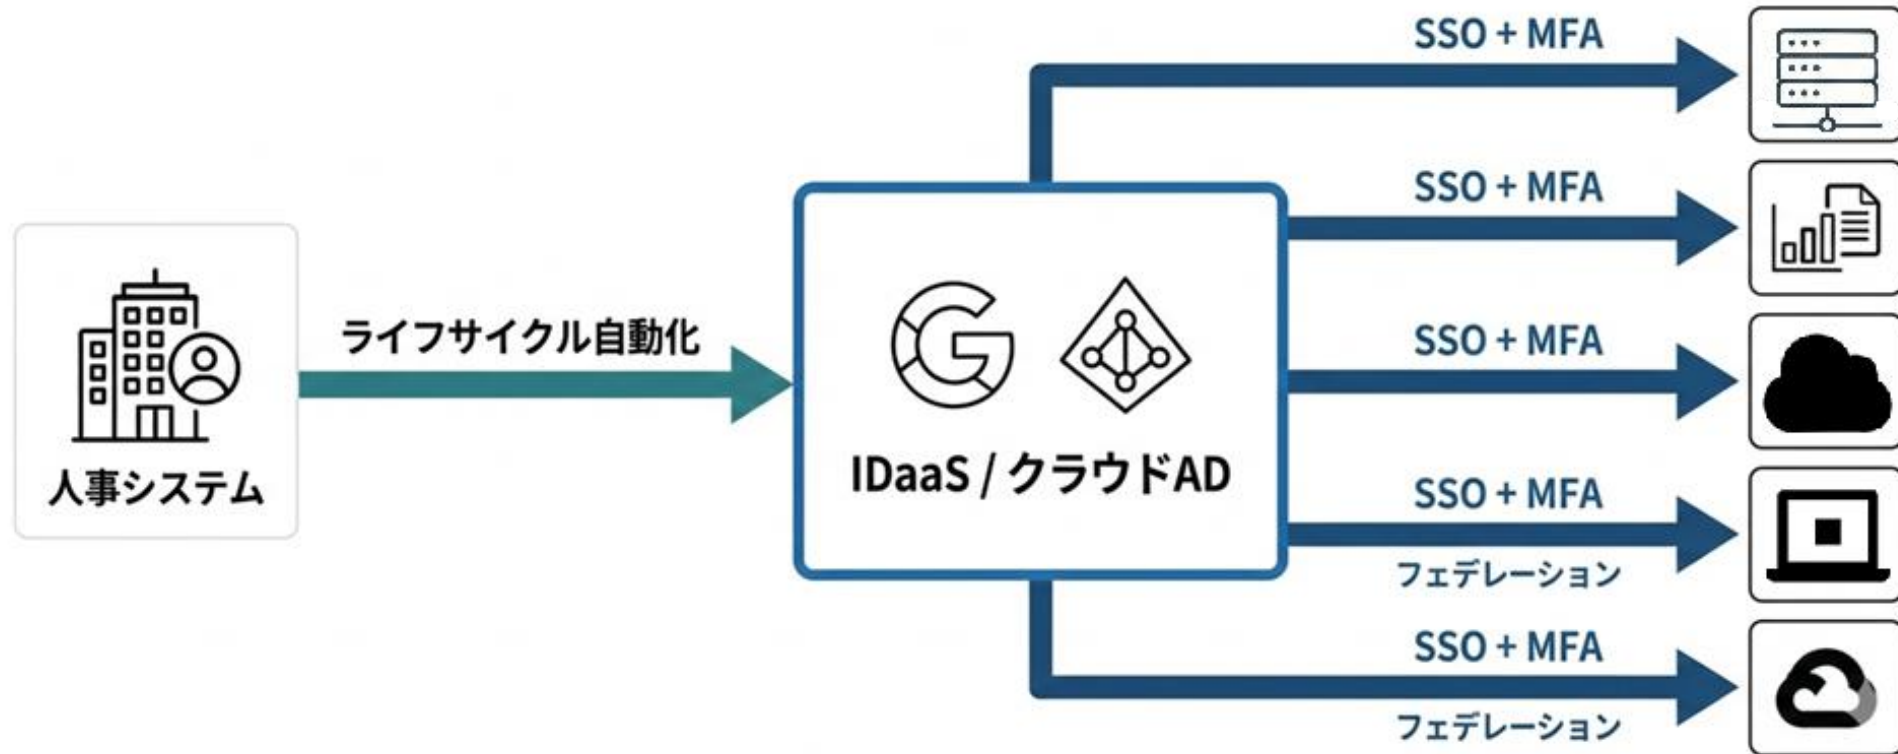 人事システム
ライフサイクル自動化
IDaaS / クラウドAD
SSO + MFA
SSO + MFA
SSO + MFA
SSO + MFA
フェデレーション
SSO + MFA
フェデレーション